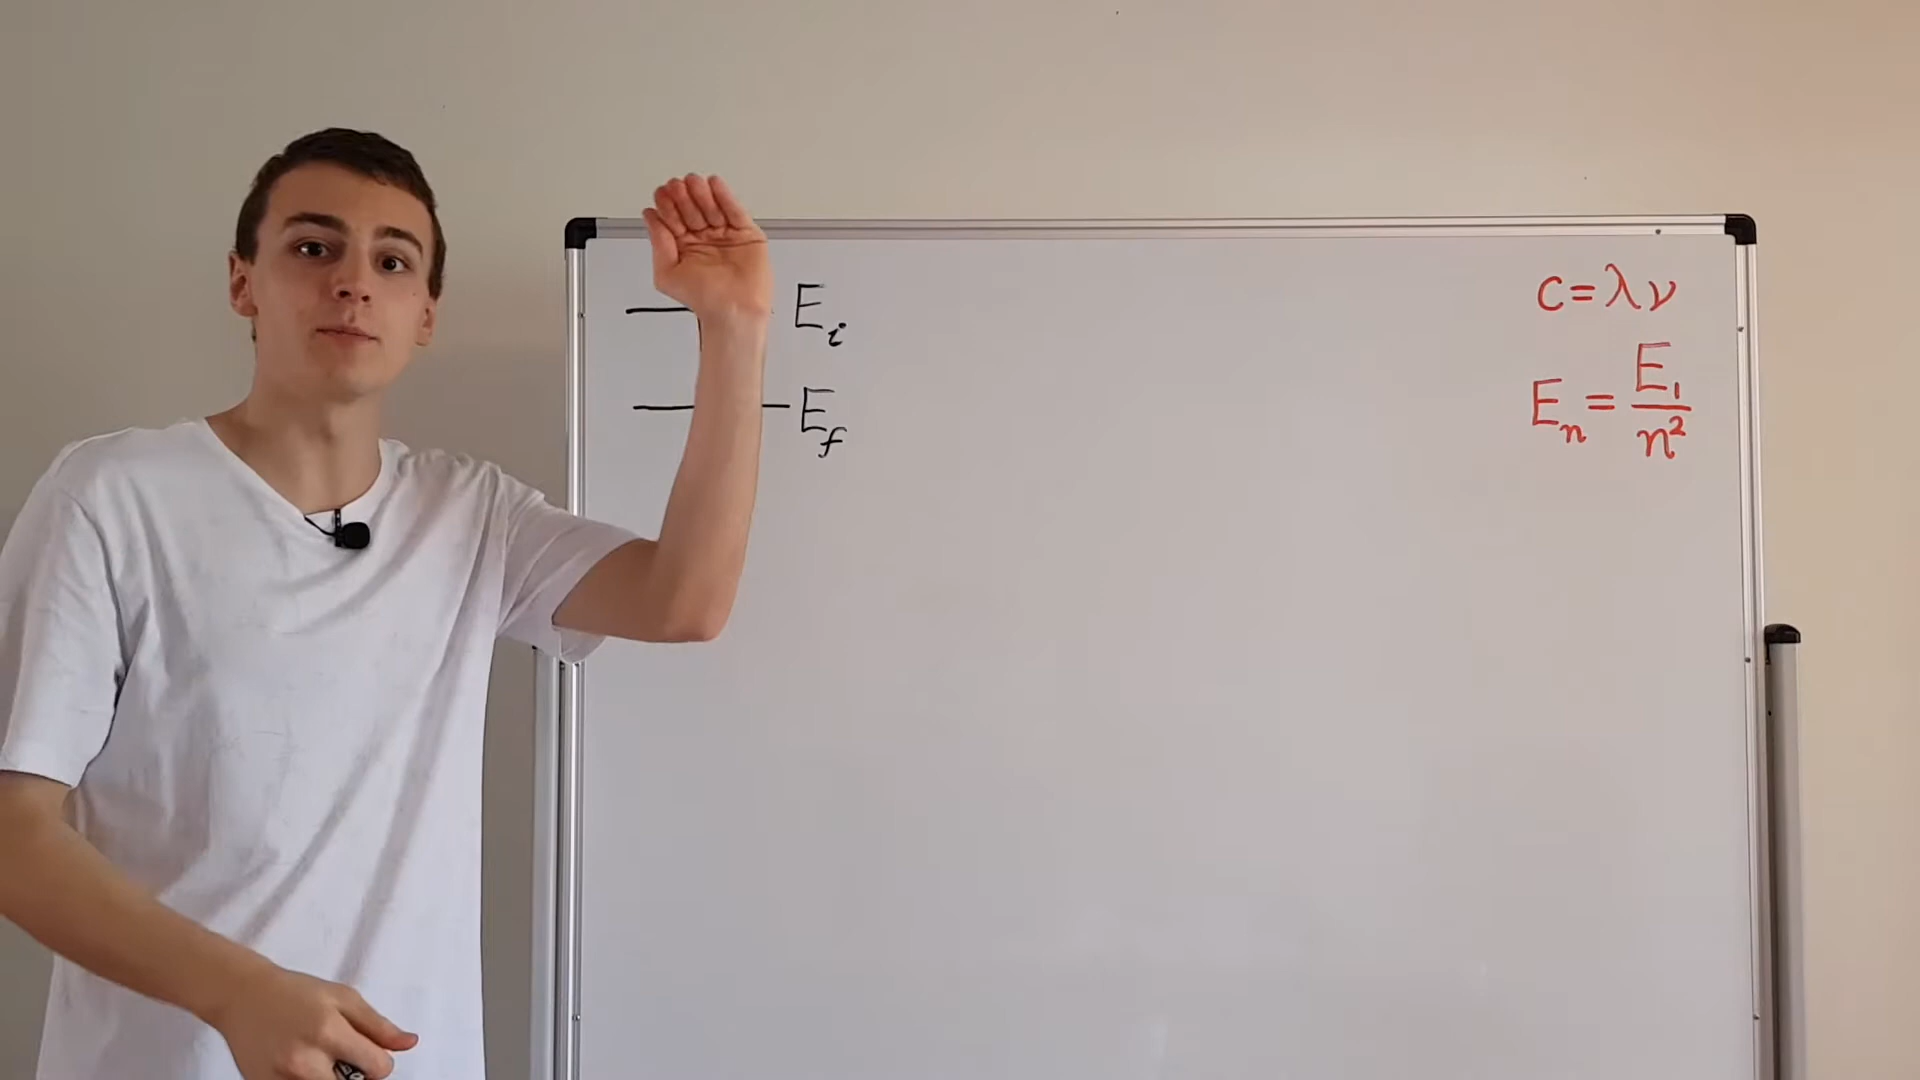 E_i
E_f
c = λν
E_n = E_1/n²